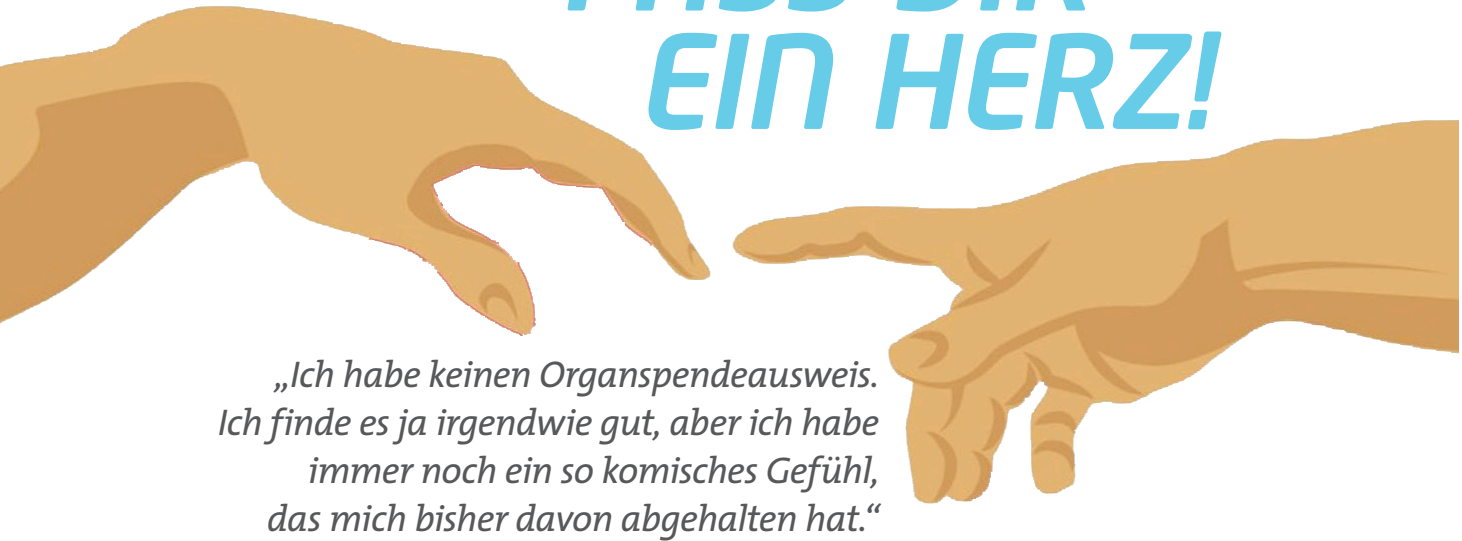 EIN HERZ!
„Ich habe keinen Organspendeausweis.
Ich finde es ja irgendwie gut, aber ich habe
immer noch ein so komisches Gefühl,
das mich bisher davon abgehalten hat.“